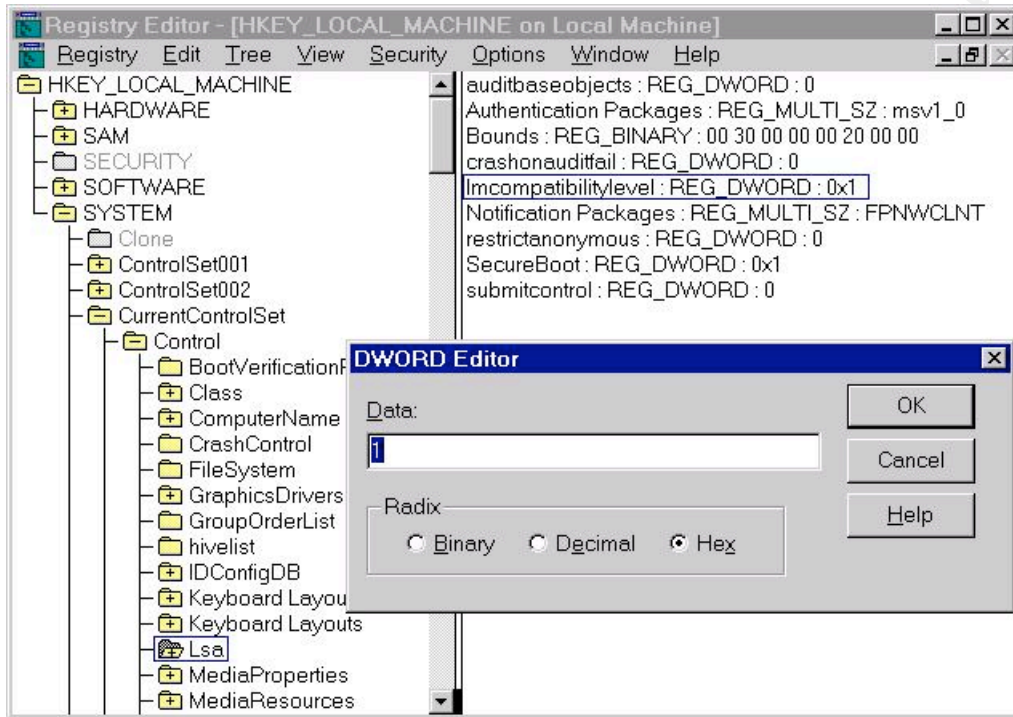 Registry Editor - [HKEY_LOCAL_MACHINE on Local Machine]
Registry Edit Tree View Security Options Window Help
HKEY_LOCAL_MACHINE
HARDWARE
SAM
SECURITY
SOFTWARE
SYSTEM
Clone
ControlSet001
ControlSet002
CurrentControlSet
Control
BootVerificationP
Class
ComputerName
CrashControl
FileSystem
GraphicsDrivers
GroupOrderList
hivelist
IDConfigDB
Keyboard Layou
Keyboard Layouts
Lsa
MediaProperties
MediaResources
auditbaseobjects : REG_DWORD : 0
Authentication Packages : REG_MULTI_SZ : msv1_0
Bounds : REG_BINARY : 00 30 00 00 00 20 00 00
crashonauditfail : REG_DWORD : 0
lmcompatibilitylevel : REG_DWORD : 0x1
Notification Packages : REG_MULTI_SZ : FPNWCLNT
restrictanonymous : REG_DWORD : 0
SecureBoot : REG_DWORD : 0x1
submitcontrol : REG_DWORD : 0
DWORD Editor
Data:
1
Radix
Binary Decimal Hex
OK
Cancel
Help